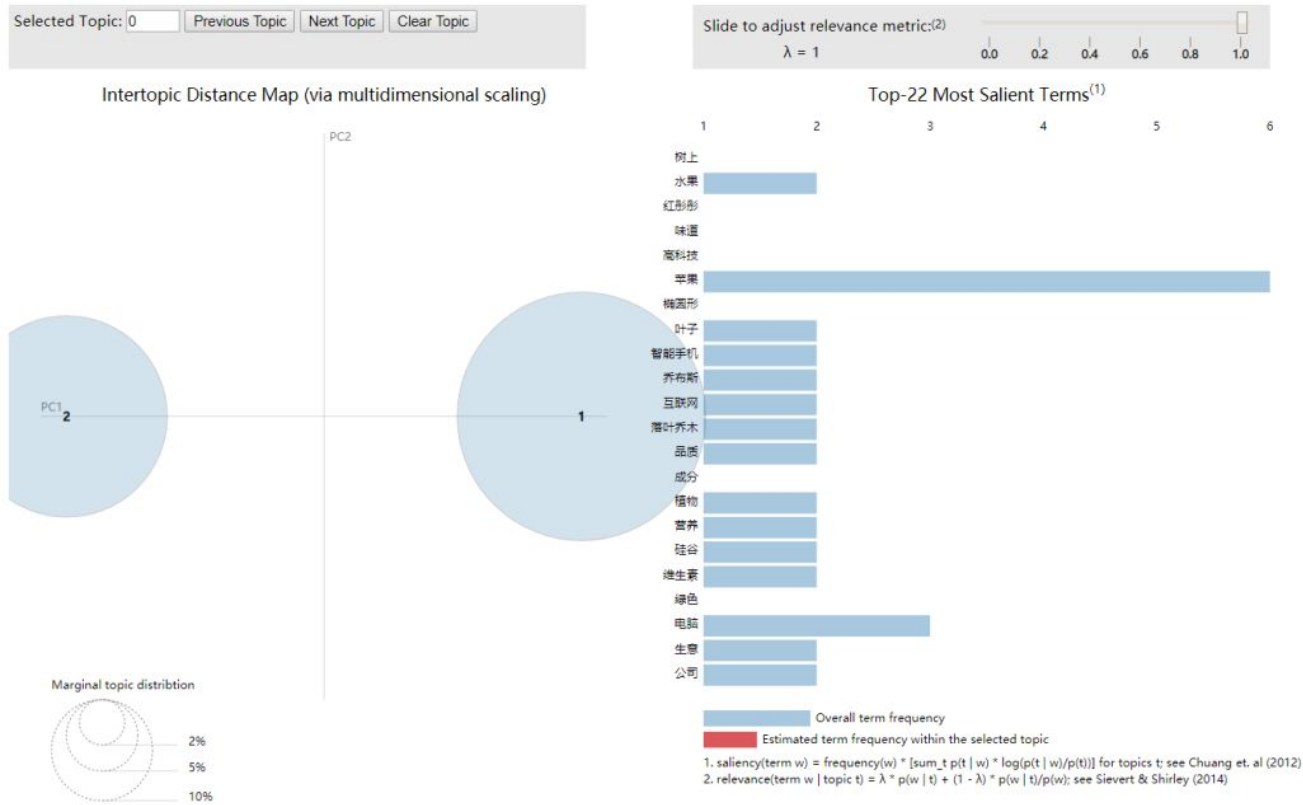 Selected Topic: 0 Previous Topic Next Topic Clear Topic
Slide to adjust relevance metric:(2)
λ = 1
0.0 0.2 0.4 0.6 0.8 1.0
Intertopic Distance Map (via multidimensional scaling)
PC2
PC1
2
1
Marginal topic distribtion
2%
5%
10%
Top-22 Most Salient Terms(1)
1 2 3 4 5 6
树上
水果
红彤彤
味道
高科技
苹果
椭圆形
叶子
智能手机
乔布斯
互联网
落叶乔木
品质
成分
植物
营养
硅谷
维生素
绿色
电脑
生意
公司
Overall term frequency
Estimated term frequency within the selected topic
1. saliency(term w) = frequency(w) * [sum_t p(t | w) * log(p(t | w)/p(t))] for topics t; see Chuang et. al (2012)
2. relevance(term w | topic t) = λ * p(w | t) + (1 - λ) * p(w | t)/p(w); see Sievert & Shirley (2014)